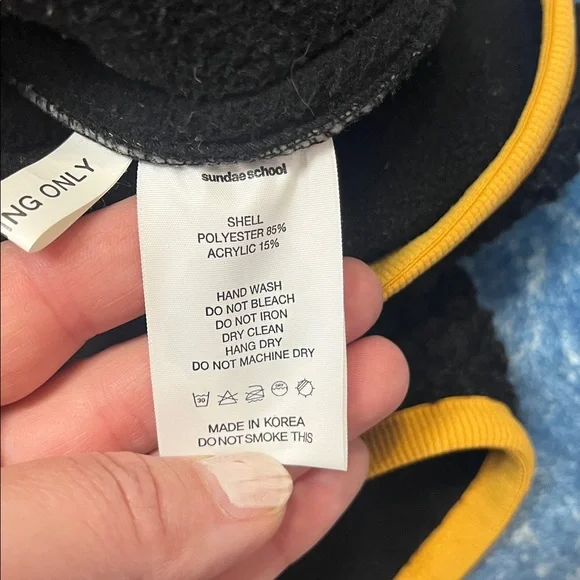 NG ONLY
sundae school
SHELL
POLYESTER 85%
ACRYLIC 15%
HAND WASH
DO NOT BLEACH
DO NOT IRON
DRY CLEAN
HANG DRY
DO NOT MACHINE DRY
30
MADE IN KOREA
DO NOT SMOKE THIS